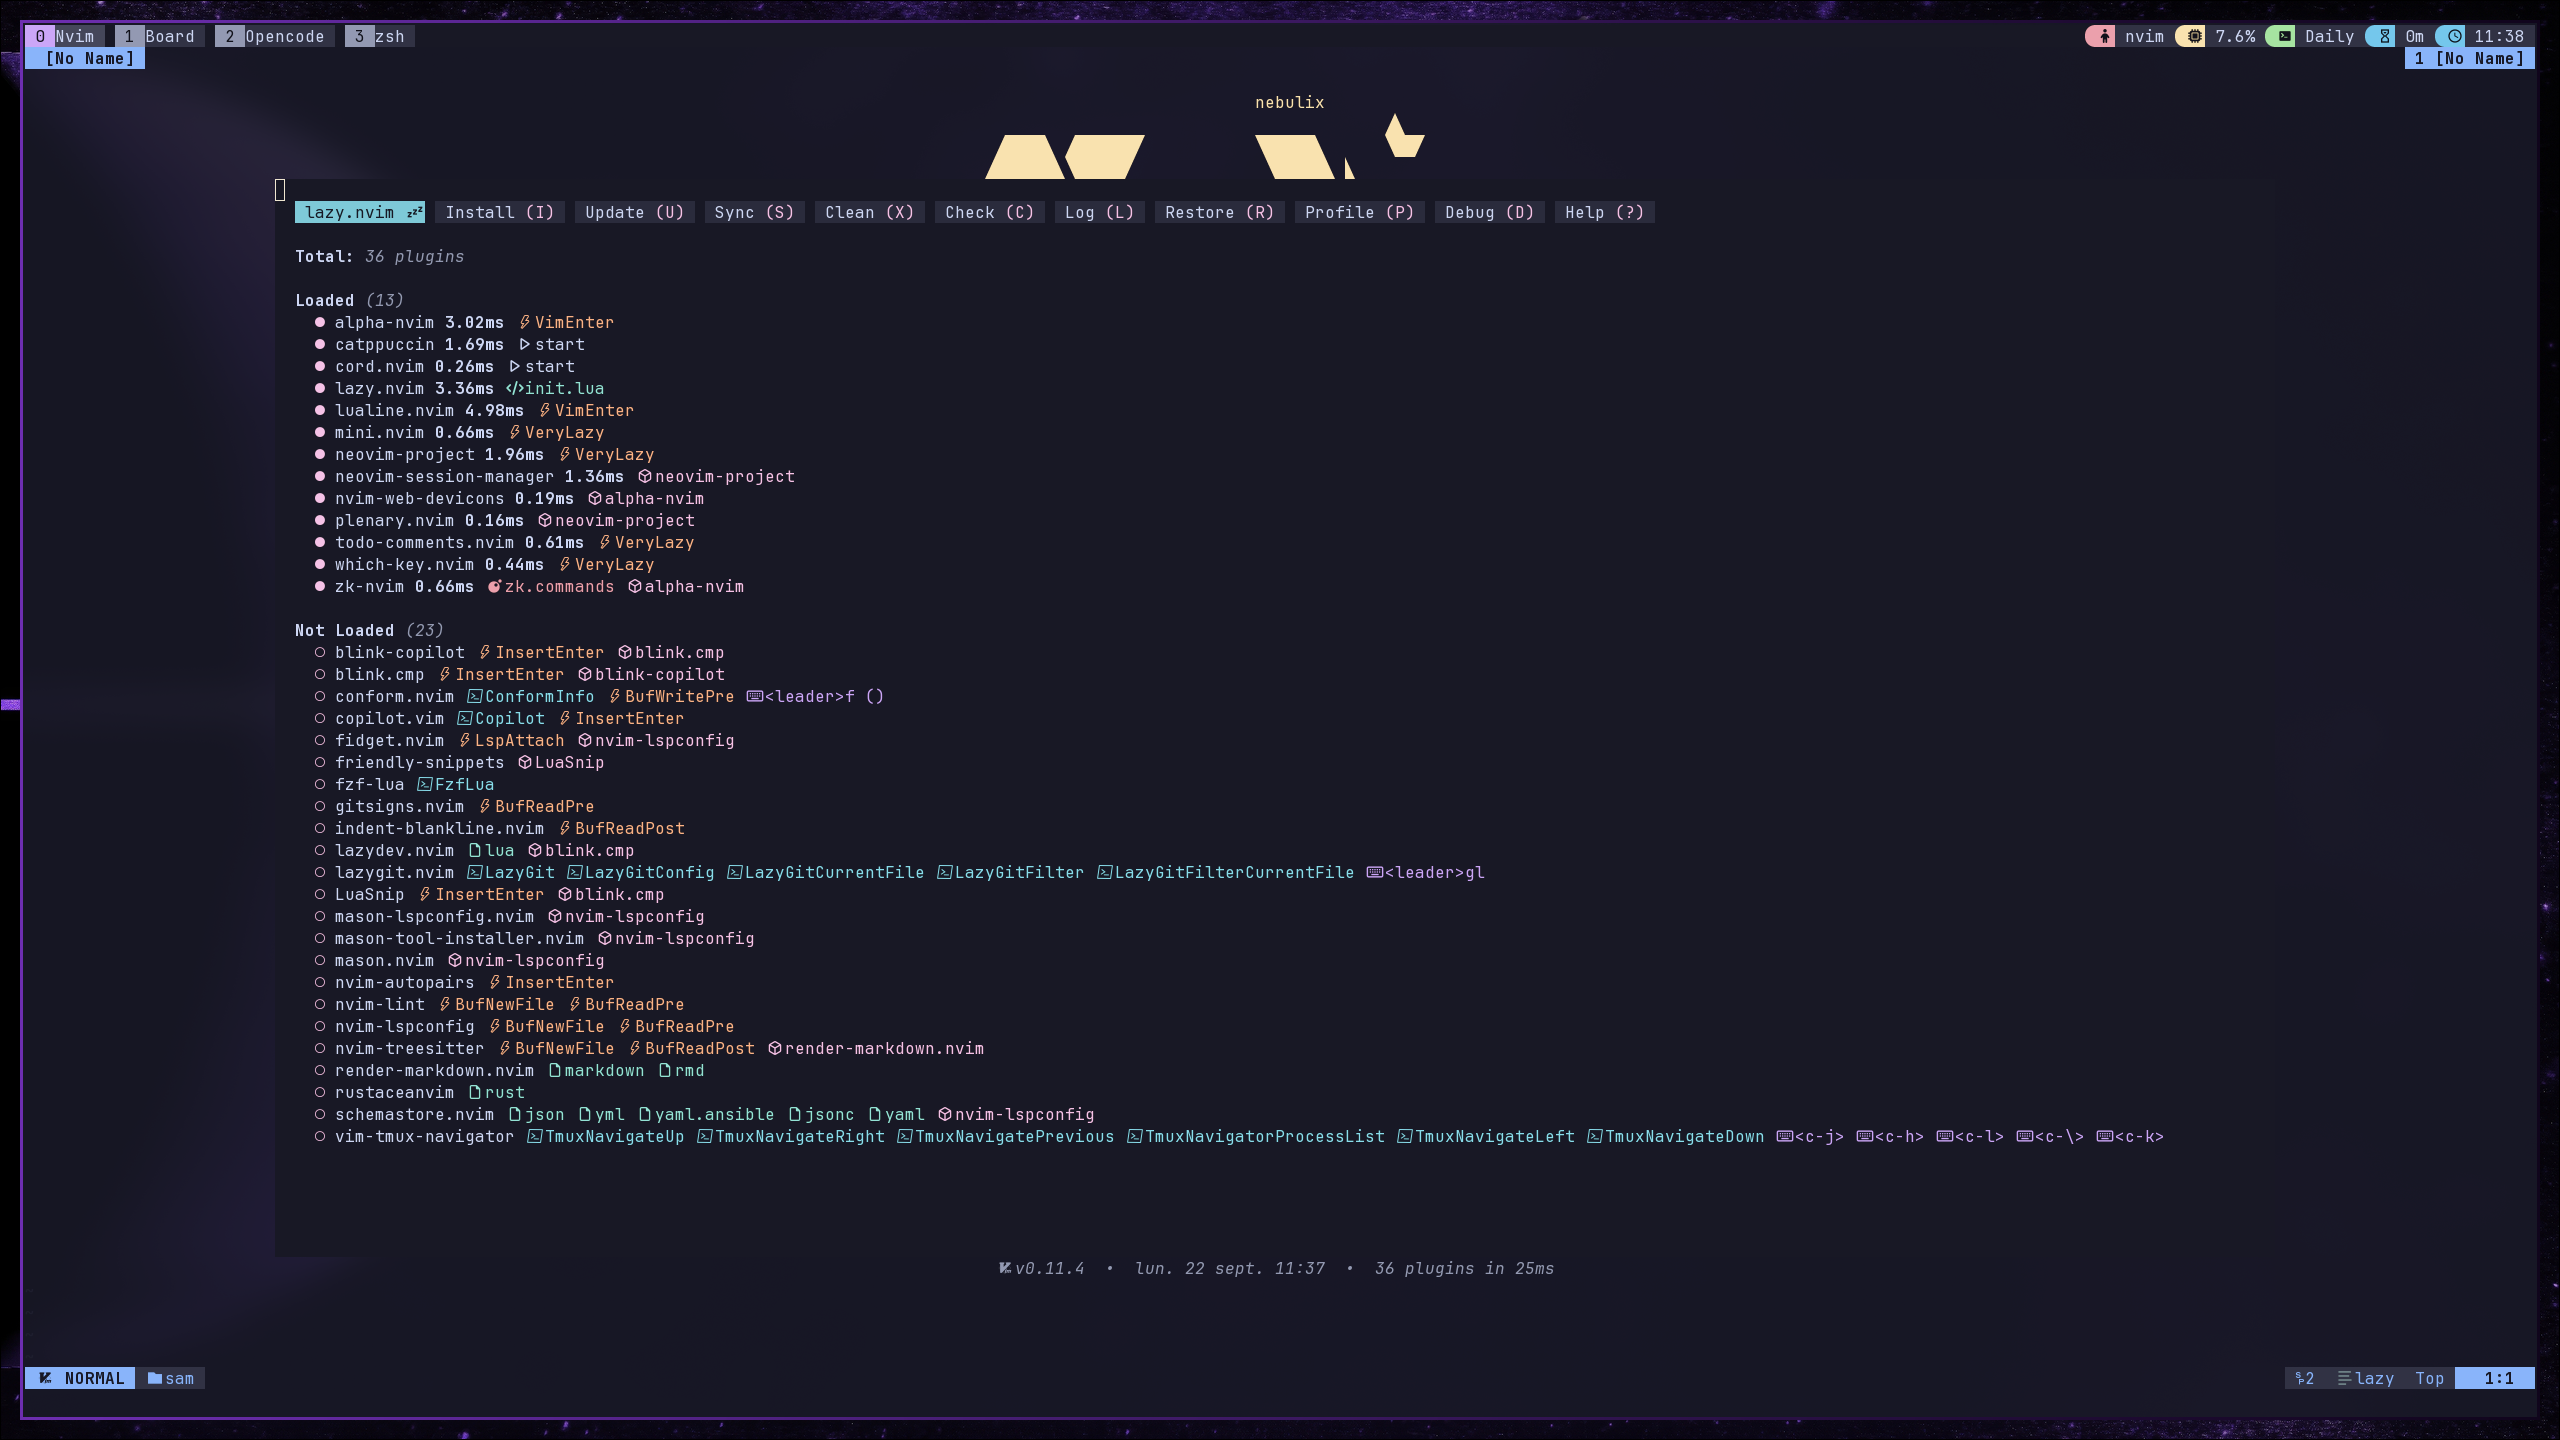 0 Nvim 1 Board 2 Opencode 3 zsh nvim 7.6% Daily 0m 11:38
[No Name] 1 [No Name]
nebulix
lazy.nvim zzz Install (I) Update (U) Sync (S) Clean (X) Check (C) Log (L) Restore (R) Profile (P) Debug (D) Help (?)
Total: 36 plugins
Loaded (13)
● alpha-nvim 3.02ms VimEnter
● catppuccin 1.69ms start
● cord.nvim 0.26ms start
● lazy.nvim 3.36ms init.lua
● lualine.nvim 4.98ms VimEnter
● mini.nvim 0.66ms VeryLazy
● neovim-project 1.96ms VeryLazy
● neovim-session-manager 1.36ms neovim-project
● nvim-web-devicons 0.19ms alpha-nvim
● plenary.nvim 0.16ms neovim-project
● todo-comments.nvim 0.61ms VeryLazy
● which-key.nvim 0.44ms VeryLazy
● zk-nvim 0.66ms zk.commands alpha-nvim
Not Loaded (23)
○ blink-copilot InsertEnter blink.cmp
○ blink.cmp InsertEnter blink-copilot
○ conform.nvim ConformInfo BufWritePre <leader>f ()
○ copilot.vim Copilot InsertEnter
○ fidget.nvim LspAttach nvim-lspconfig
○ friendly-snippets LuaSnip
○ fzf-lua FzfLua
○ gitsigns.nvim BufReadPre
○ indent-blankline.nvim BufReadPost
○ lazydev.nvim lua blink.cmp
○ lazygit.nvim LazyGit LazyGitConfig LazyGitCurrentFile LazyGitFilter LazyGitFilterCurrentFile <leader>gl
○ LuaSnip InsertEnter blink.cmp
○ mason-lspconfig.nvim nvim-lspconfig
○ mason-tool-installer.nvim nvim-lspconfig
○ mason.nvim nvim-lspconfig
○ nvim-autopairs InsertEnter
○ nvim-lint BufNewFile BufReadPre
○ nvim-lspconfig BufNewFile BufReadPre
○ nvim-treesitter BufNewFile BufReadPost render-markdown.nvim
○ render-markdown.nvim markdown rmd
○ rustaceanvim rust
○ schemastore.nvim json yml yaml.ansible jsonc yaml nvim-lspconfig
○ vim-tmux-navigator TmuxNavigateUp TmuxNavigateRight TmuxNavigatePrevious TmuxNavigatorProcessList TmuxNavigateLeft TmuxNavigateDown <c-j> <c-h> <c-l> <c-\> <c-k>
v0.11.4 • lun. 22 sept. 11:37 • 36 plugins in 25ms
NORMAL sam 2 lazy Top 1:1